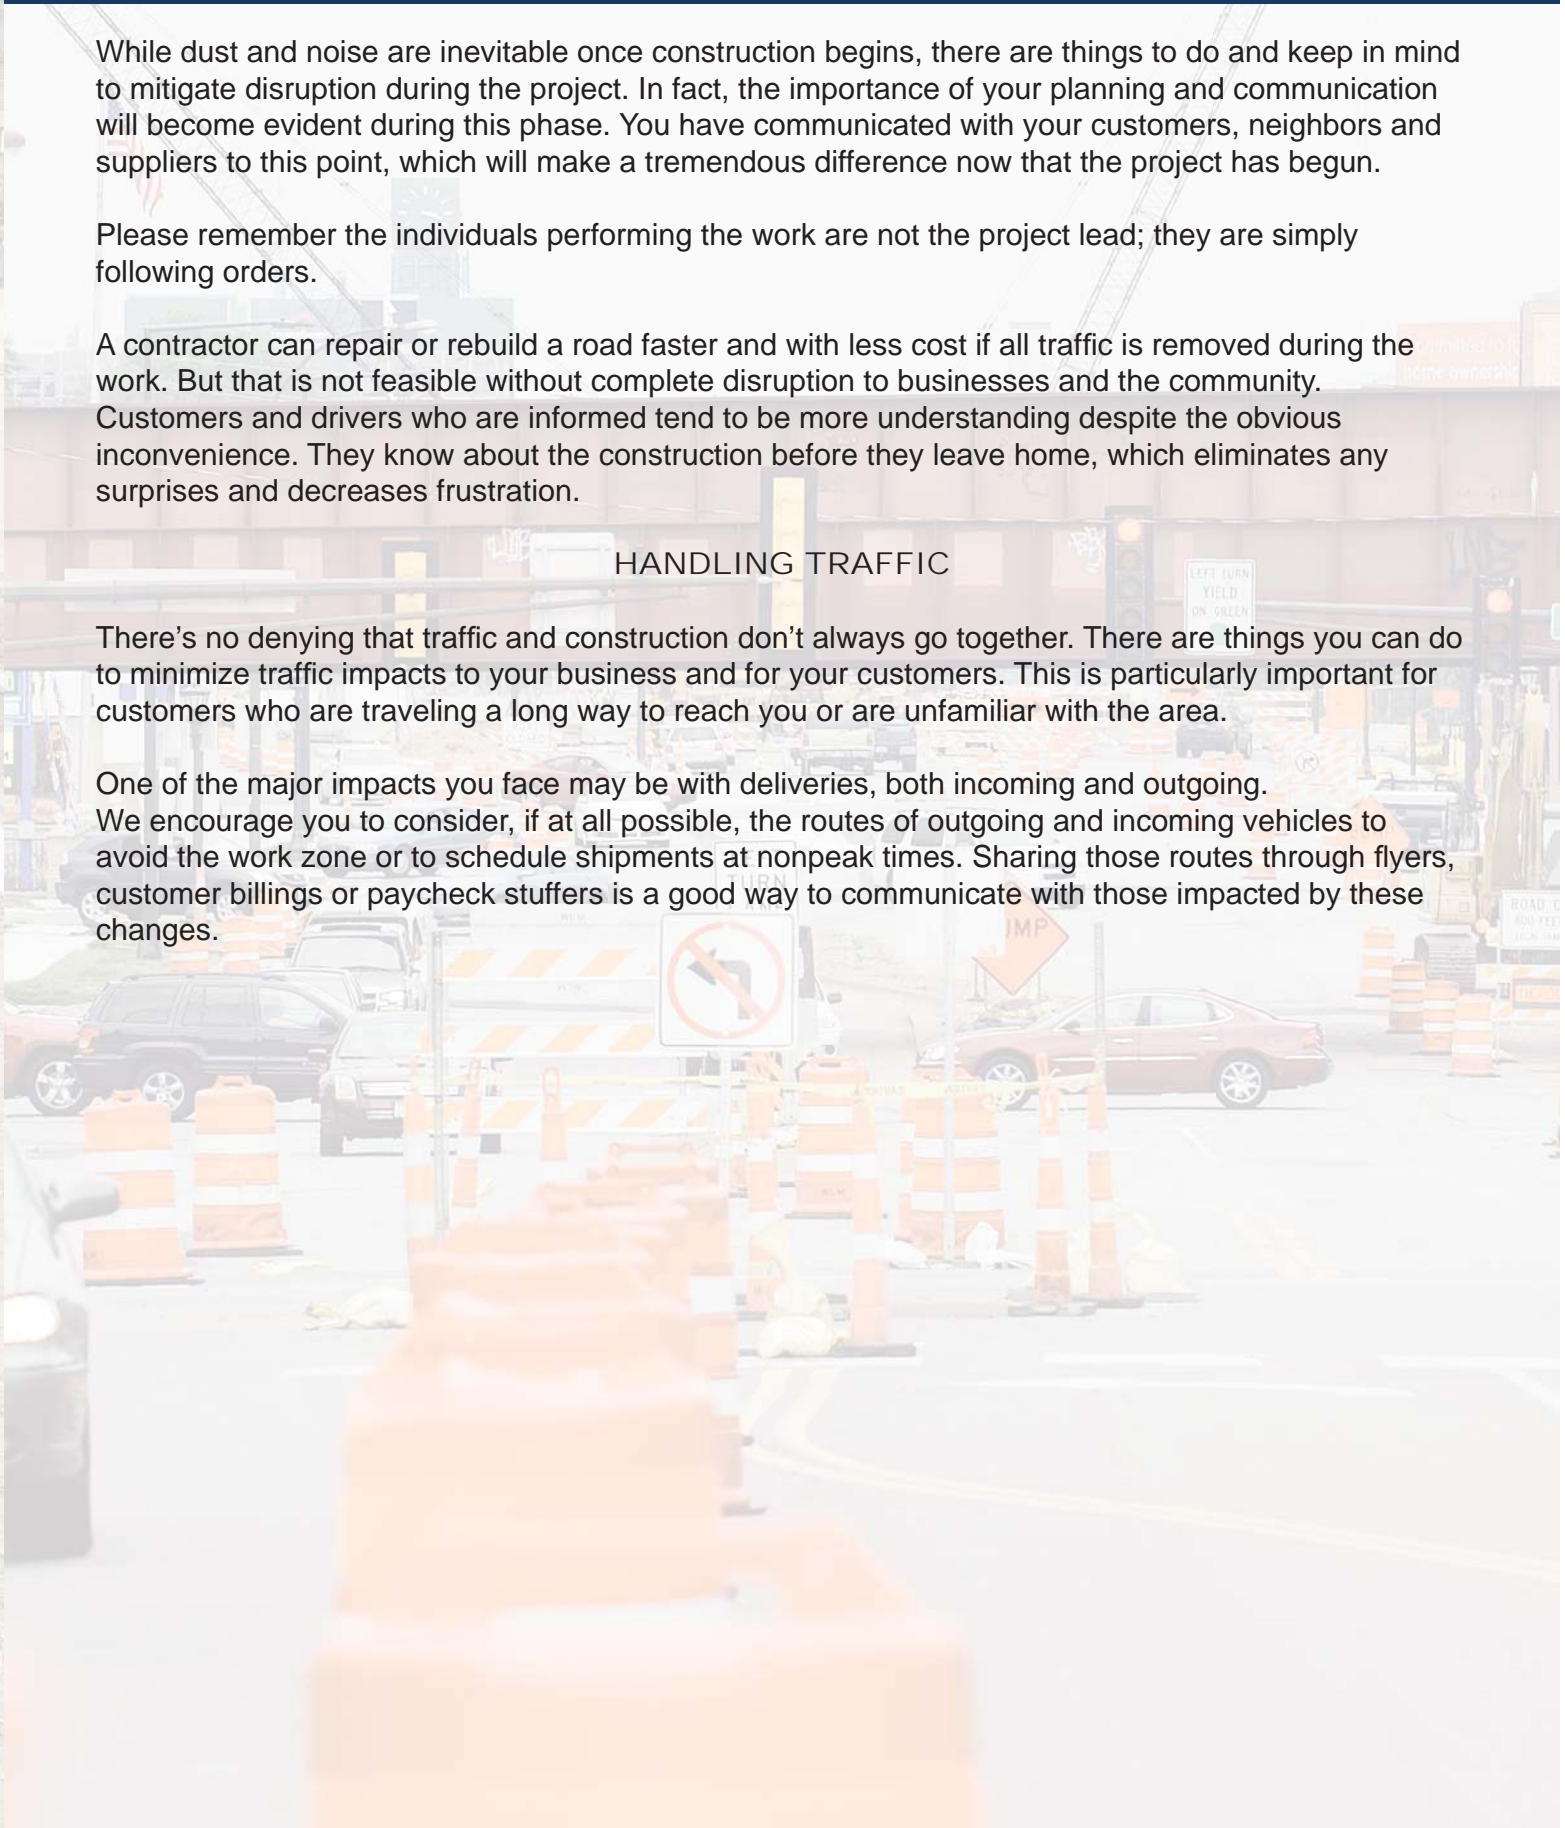 While dust and noise are inevitable once construction begins, there are things to do and keep in mind
to mitigate disruption during the project. In fact, the importance of your planning and communication
will become evident during this phase. You have communicated with your customers, neighbors and
suppliers to this point, which will make a tremendous difference now that the project has begun.
Please remember the individuals performing the work are not the project lead; they are simply
following orders.
A contractor can repair or rebuild a road faster and with less cost if all traffic is removed during the
work. But that is not feasible without complete disruption to businesses and the community.
Customers and drivers who are informed tend to be more understanding despite the obvious
inconvenience. They know about the construction before they leave home, which eliminates any
surprises and decreases frustration.
HANDLING TRAFFIC
LEFT TURN
YIELD
ON GREEN
There’s no denying that traffic and construction don’t always go together. There are things you can do
to minimize traffic impacts to your business and for your customers. This is particularly important for
customers who are traveling a long way to reach you or are unfamiliar with the area.
One of the major impacts you face may be with deliveries, both incoming and outgoing.
We encourage you to consider, if at all possible, the routes of outgoing and incoming vehicles to
avoid the work zone or to schedule shipments at nonpeak times. Sharing those routes through flyers,
customer billings or paycheck stuffers is a good way to communicate with those impacted by these
changes.
TURN